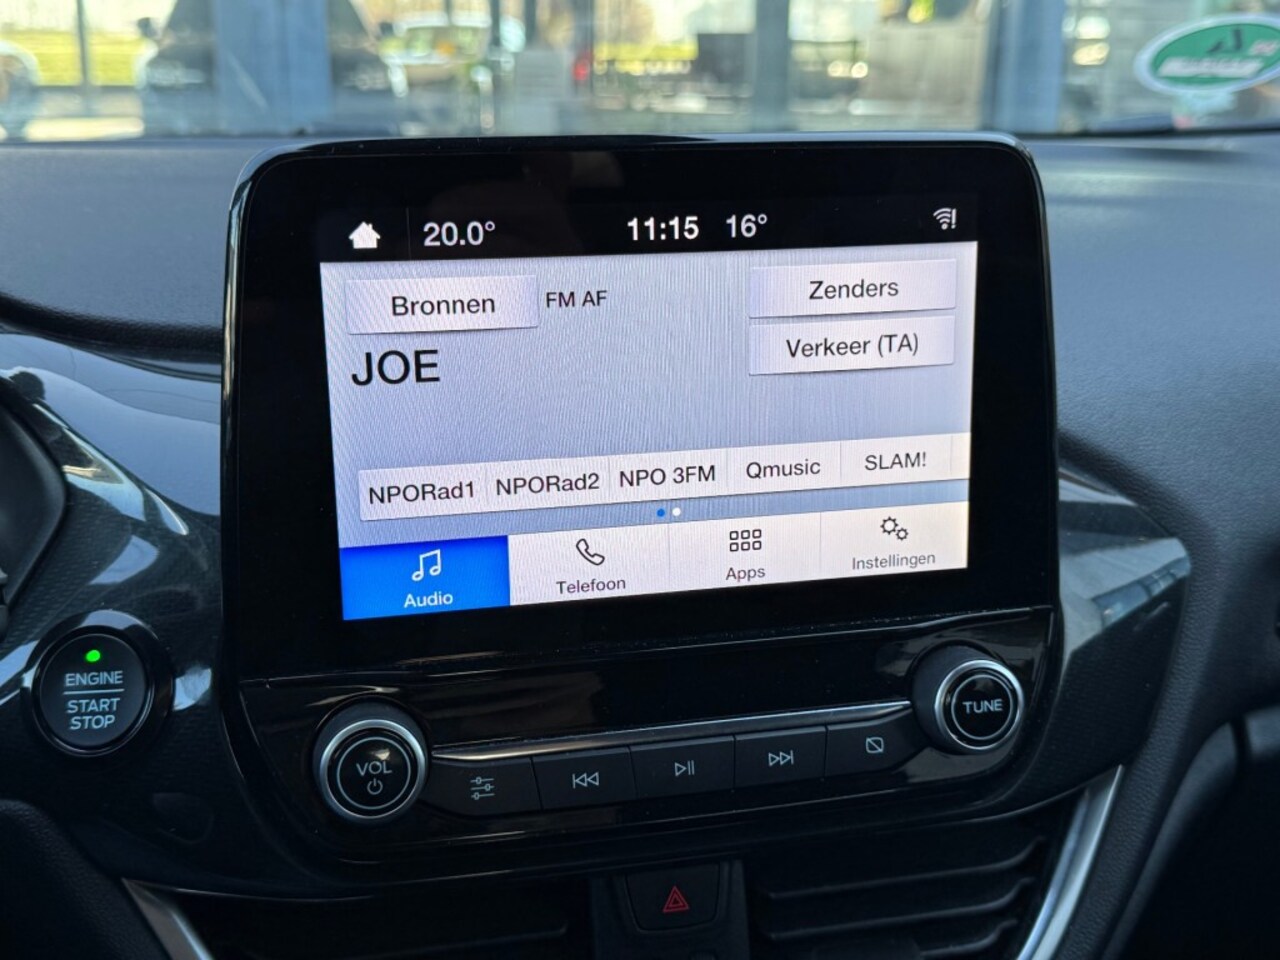 20.0° 11:15 16°
Bronnen FM AF Zenders
Verkeer (TA)
JOE
NPORad1 NPORad2 NPO 3FM Qmusic SLAM!
Audio Telefoon Apps Instellingen
ENGINE
START
STOP
VOL
TUNE